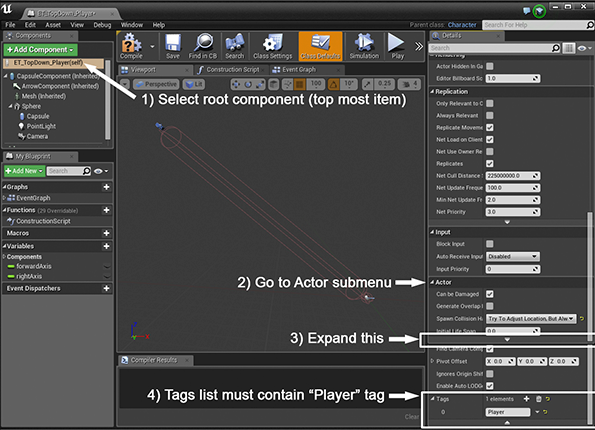 ET_TopDown_Player*
File Edit Asset View Debug Window Help
Parent class: Character
Search For Help
Components
+ Add Component
ET_TopDown_Player(self)
CapsuleComponent (Inherited)
ArrowComponent (Inherited)
Mesh (Inherited)
Sphere
Capsule
PointLight
Camera
My Blueprint
+ Add New
Search
Graphs
EventGraph
Functions (29 Overridable)
ConstructionScript
Macros
Variables
Components
forwardAxis
rightAxis
Event Dispatchers
Compile
Save
Find in CB
Search
Class Settings
Class Defaults
Simulation
Play
Viewport
Construction Script
Event Graph
Perspective
Lit
100
10°
0.25
4
1) Select root component (top most item)
2) Go to Actor submenu
3) Expand this
4) Tags list must contain “Player” tag
Compiler Results
Clear
Details
Search
Rendering
Actor Hidden In Ga
Editor Billboard Sc
1.0
Replication
Only Relevant to O
Always Relevant
Replicate Moveme
Net Load on Client
Net Use Owner Re
Replicates
Net Cull Distance S
225000000.0
Net Update Freque
100.0
Min Net Update Fr
2.0
Net Priority
3.0
Input
Block Input
Auto Receive Input
Disabled
Input Priority
0
Actor
Can be Damaged
Generate Overlap E
Spawn Collision Ha
Try To Adjust Location, But Alw
Initial Life Span
0.0
Find Camera Comp
Pivot Offset
X 0.0 Y 0.0 Z 0.0
Ignores Origin Shif
Enable Auto LODGe
Tags
1 elements
0
Player